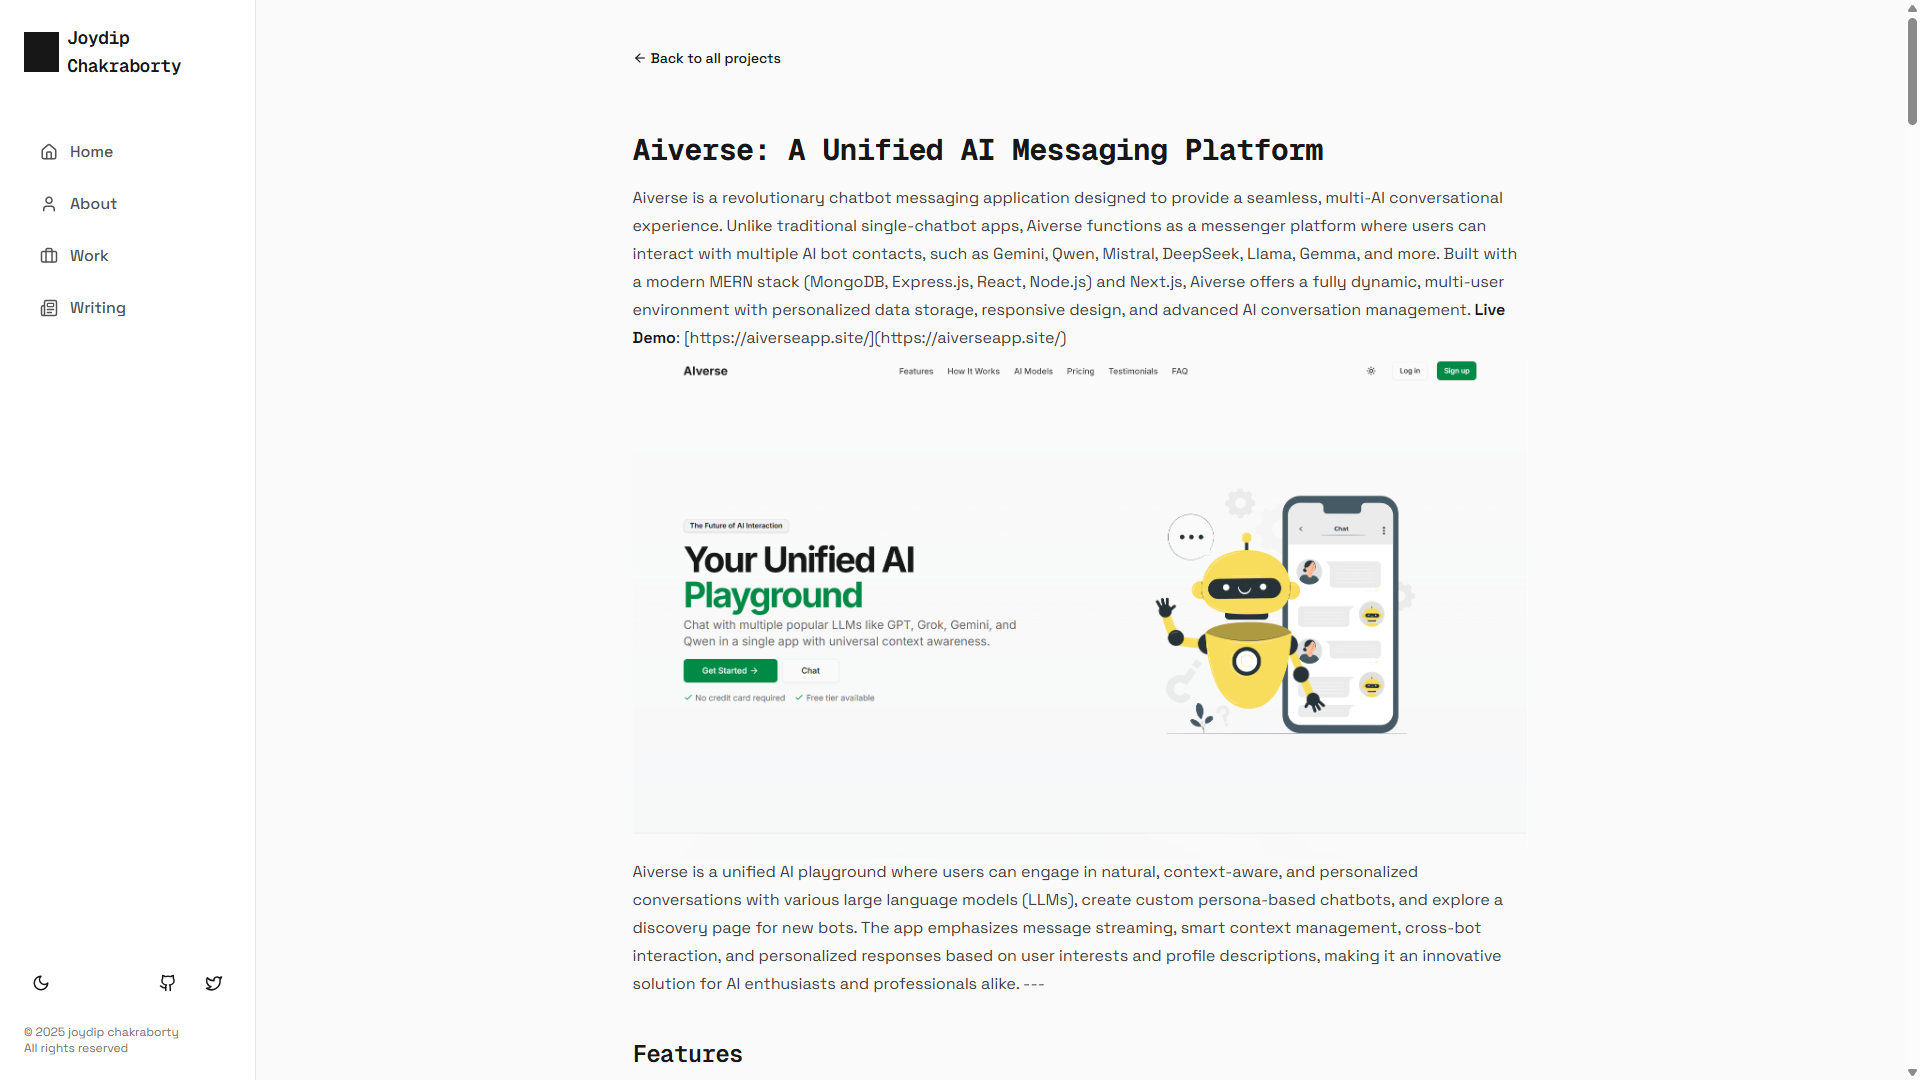 Joydip
Chakraborty
Home
About
Work
Writing
© 2025 joydip chakraborty
All rights reserved
← Back to all projects
Aiverse: A Unified AI Messaging Platform
Aiverse is a revolutionary chatbot messaging application designed to provide a seamless, multi-AI conversational
experience. Unlike traditional single-chatbot apps, Aiverse functions as a messenger platform where users can
interact with multiple AI bot contacts, such as Gemini, Qwen, Mistral, DeepSeek, Llama, Gemma, and more. Built with
a modern MERN stack (MongoDB, Express.js, React, Node.js) and Next.js, Aiverse offers a fully dynamic, multi-user
environment with personalized data storage, responsive design, and advanced AI conversation management. Live
Demo: [https://aiverseapp.site/](https://aiverseapp.site/)
AIverse Features How It Works AI Models Pricing Testimonials FAQ Log in Sign up
The Future of AI Interaction
Your Unified AI
Playground
Chat with multiple popular LLMs like GPT, Grok, Gemini, and
Qwen in a single app with universal context awareness.
Get Started → Chat
✓ No credit card required ✓ Free tier available
Chat
Aiverse is a unified AI playground where users can engage in natural, context-aware, and personalized
conversations with various large language models (LLMs), create custom persona-based chatbots, and explore a
discovery page for new bots. The app emphasizes message streaming, smart context management, cross-bot
interaction, and personalized responses based on user interests and profile descriptions, making it an innovative
solution for AI enthusiasts and professionals alike. ---
Features